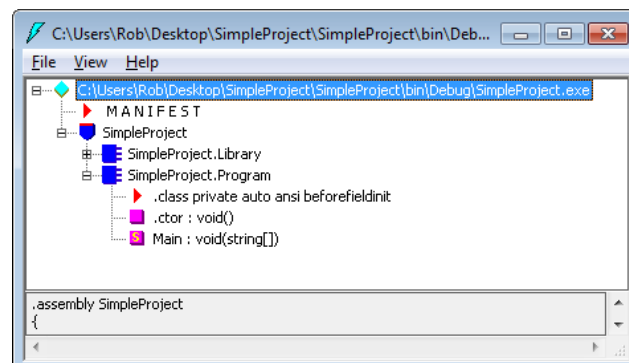 C:\Users\Rob\Desktop\SimpleProject\SimpleProject\bin\Deb...
File View Help
C:\Users\Rob\Desktop\SimpleProject\SimpleProject\bin\Debug\SimpleProject.exe
MANIFEST
SimpleProject
SimpleProject.Library
SimpleProject.Program
.class private auto ansi beforefieldinit
.ctor : void()
S Main : void(string[])
.assembly SimpleProject
{